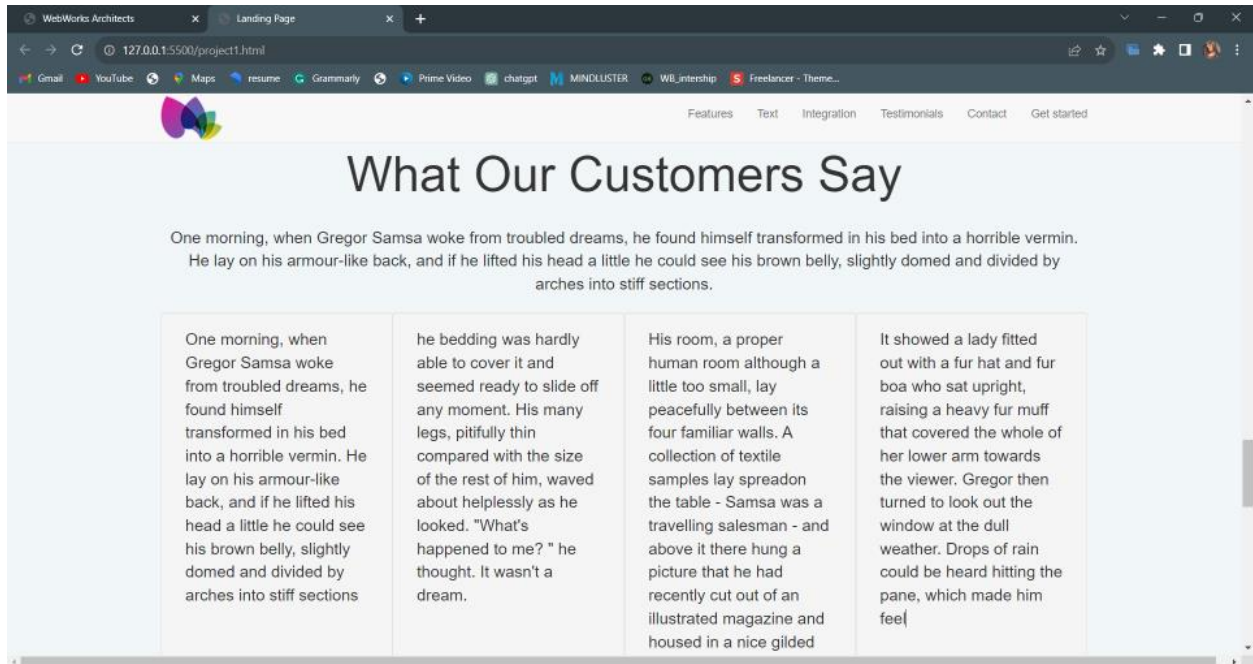 WebWorks Architects
Landing Page
127.0.0.1:5500/project1.html
Gmail YouTube Maps resume Grammarly Prime Video chatgpt MINDLUSTER WB_intership Freelancer - Theme...
Features Text Integration Testimonials Contact Get started
What Our Customers Say
One morning, when Gregor Samsa woke from troubled dreams, he found himself transformed in his bed into a horrible vermin.
He lay on his armour-like back, and if he lifted his head a little he could see his brown belly, slightly domed and divided by
arches into stiff sections.
One morning, when
Gregor Samsa woke
from troubled dreams, he
found himself
transformed in his bed
into a horrible vermin. He
lay on his armour-like
back, and if he lifted his
head a little he could see
his brown belly, slightly
domed and divided by
arches into stiff sections
he bedding was hardly
able to cover it and
seemed ready to slide off
any moment. His many
legs, pitifully thin
compared with the size
of the rest of him, waved
about helplessly as he
looked. "What's
happened to me? " he
thought. It wasn't a
dream.
His room, a proper
human room although a
little too small, lay
peacefully between its
four familiar walls. A
collection of textile
samples lay spreadon
the table - Samsa was a
travelling salesman - and
above it there hung a
picture that he had
recently cut out of an
illustrated magazine and
housed in a nice gilded
It showed a lady fitted
out with a fur hat and fur
boa who sat upright,
raising a heavy fur muff
that covered the whole of
her lower arm towards
the viewer. Gregor then
turned to look out the
window at the dull
weather. Drops of rain
could be heard hitting the
pane, which made him
feel